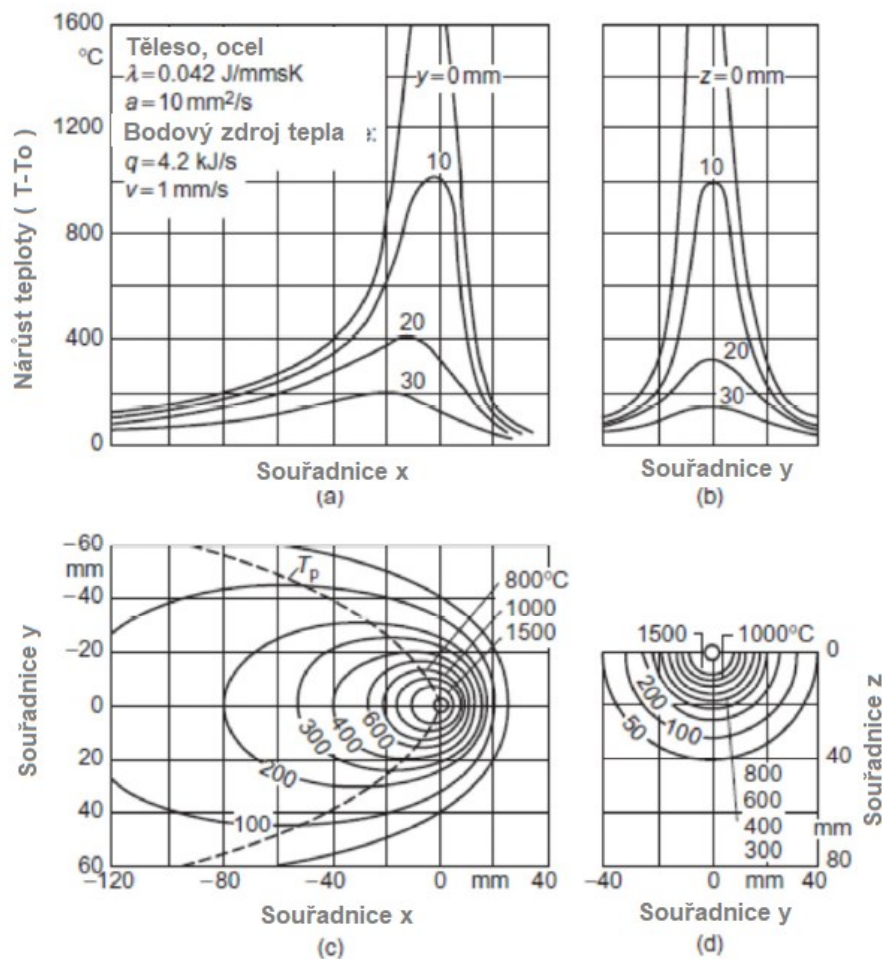 1600
°C
1200
800
400
0
Nárůst teploty ( T-To )
Těleso, ocel
λ=0.042 J/mmsK
a=10 mm²/s
Bodový zdroj tepla :
q=4.2 kJ/s
v=1 mm/s
y=0 mm
10
20
30
Souřadnice x
(a)
z=0 mm
10
20
30
Souřadnice y
(b)
−60
mm
−40
−20
0
20
40
60
Souřadnice y
Tp
800°C
1000
1500
600
400
300
200
100
−120
−80
−40
0
mm
40
Souřadnice x
(c)
1500
1000°C
200
100
50
800
600
400
300
0
40
mm
80
Souřadnice z
−40
0
mm
40
Souřadnice y
(d)